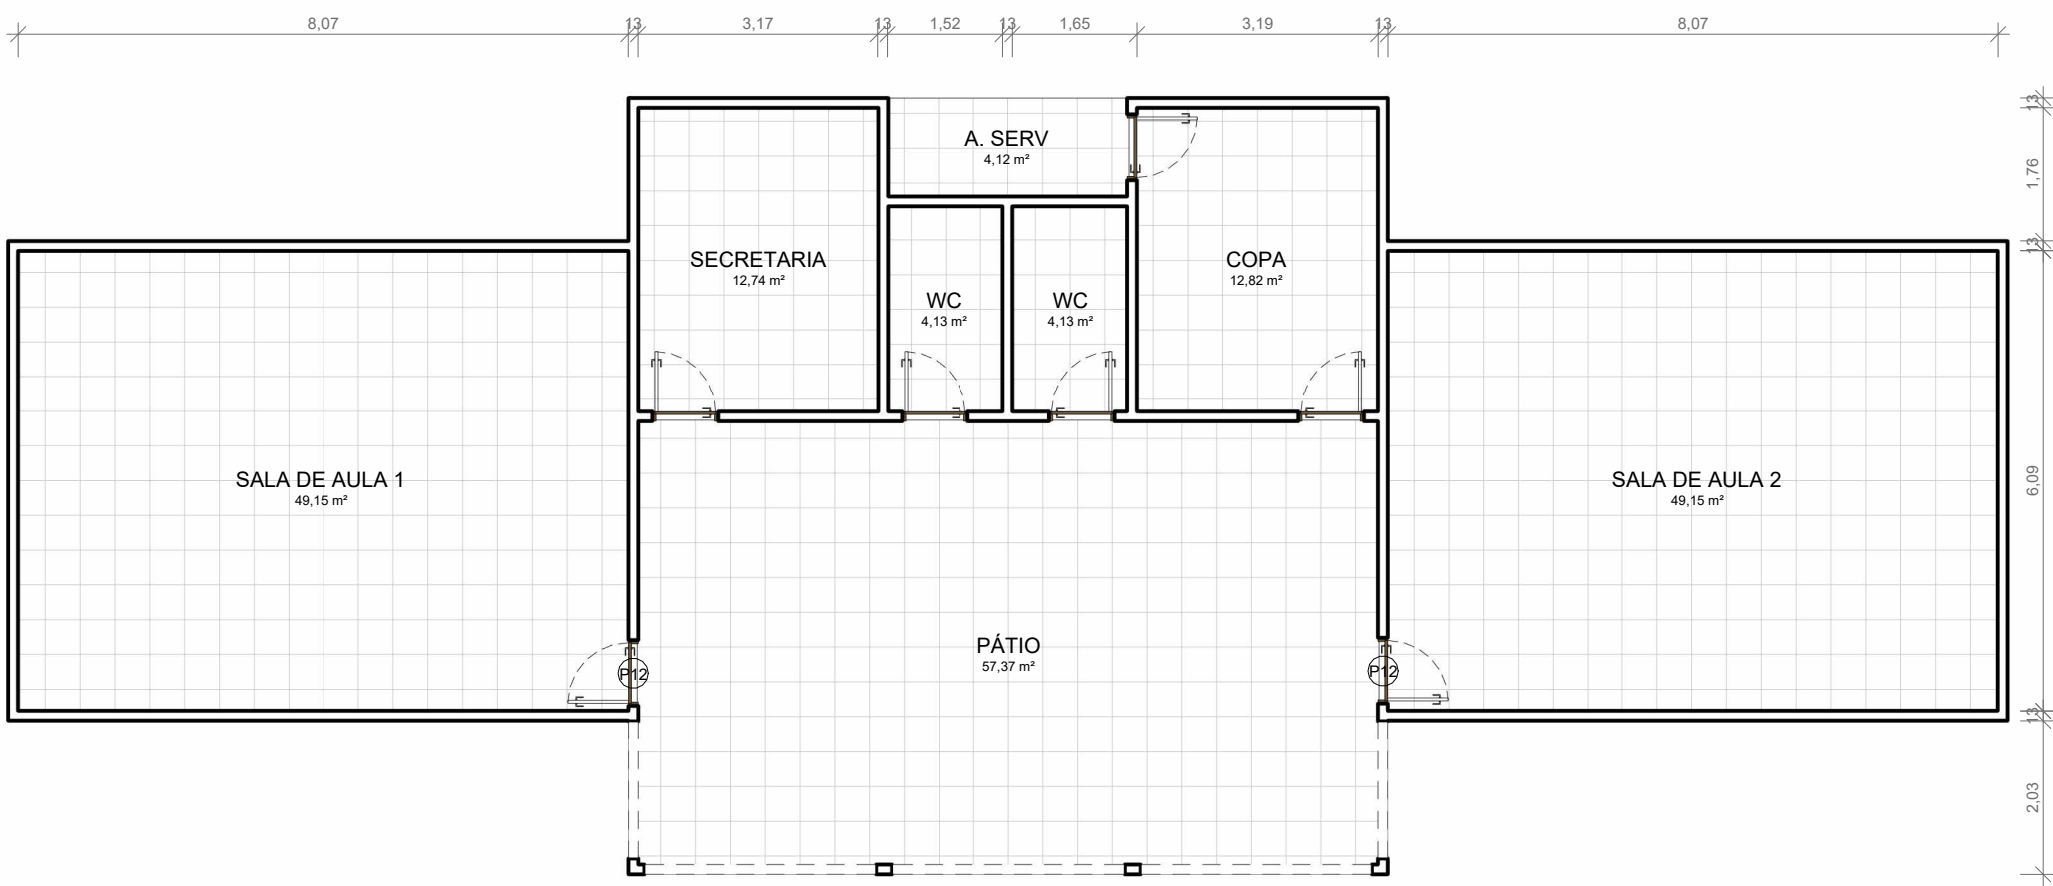 8,07 13 3,17 13 1,52 13 1,65 3,19 13 8,07
13
A. SERV
4,12 m²
1,76
13
SECRETARIA
12,74 m²
COPA
12,82 m²
WC
4,13 m²
WC
4,13 m²
SALA DE AULA 1
49,15 m²
SALA DE AULA 2
49,15 m²
6,09
PÁTIO
57,37 m²
P12
P12
13
2,03